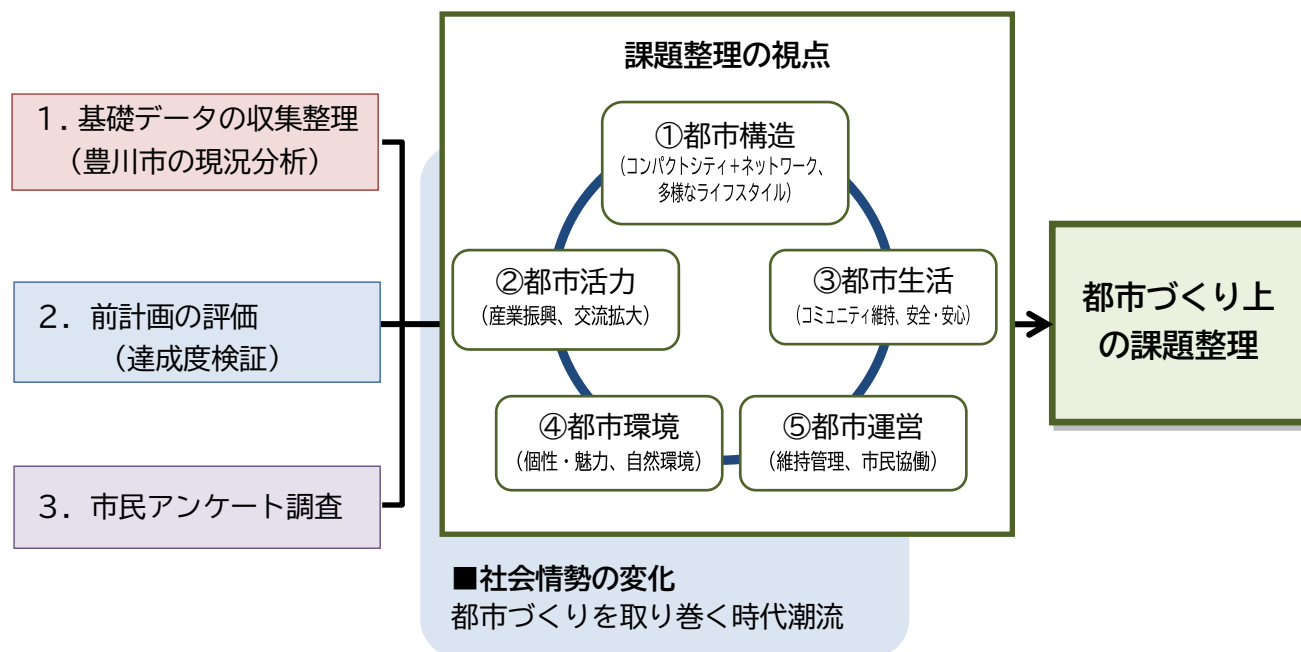 1．基礎データの収集整理
（豊川市の現況分析）
2．前計画の評価
（達成度検証）
3．市民アンケート調査
課題整理の視点
①都市構造
（コンパクトシティ＋ネットワーク、
多様なライフスタイル）
②都市活力
（産業振興、交流拡大）
③都市生活
（コミュニティ維持、安全・安心）
④都市環境
（個性・魅力、自然環境）
⑤都市運営
（維持管理、市民協働）
■社会情勢の変化
都市づくりを取り巻く時代潮流
都市づくり上
の課題整理